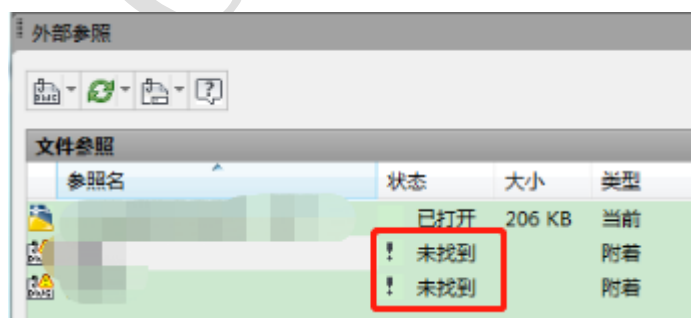 外部参照
文件参照
参照名 状态 大小 类型
已打开 206 KB 当前
! 未找到 附着
! 未找到 附着